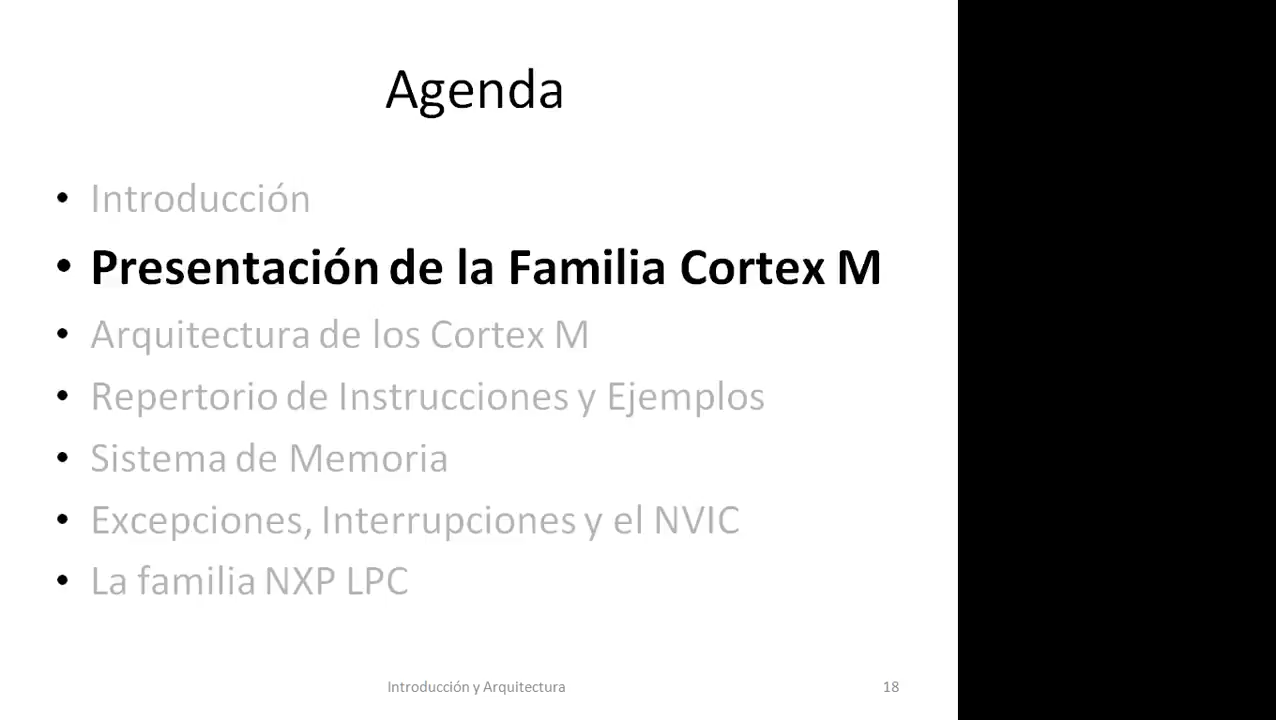 Agenda
• Introducción
• Presentación de la Familia Cortex M
• Arquitectura de los Cortex M
• Repertorio de Instrucciones y Ejemplos
• Sistema de Memoria
• Excepciones, Interrupciones y el NVIC
• La familia NXP LPC
Introducción y Arquitectura 18